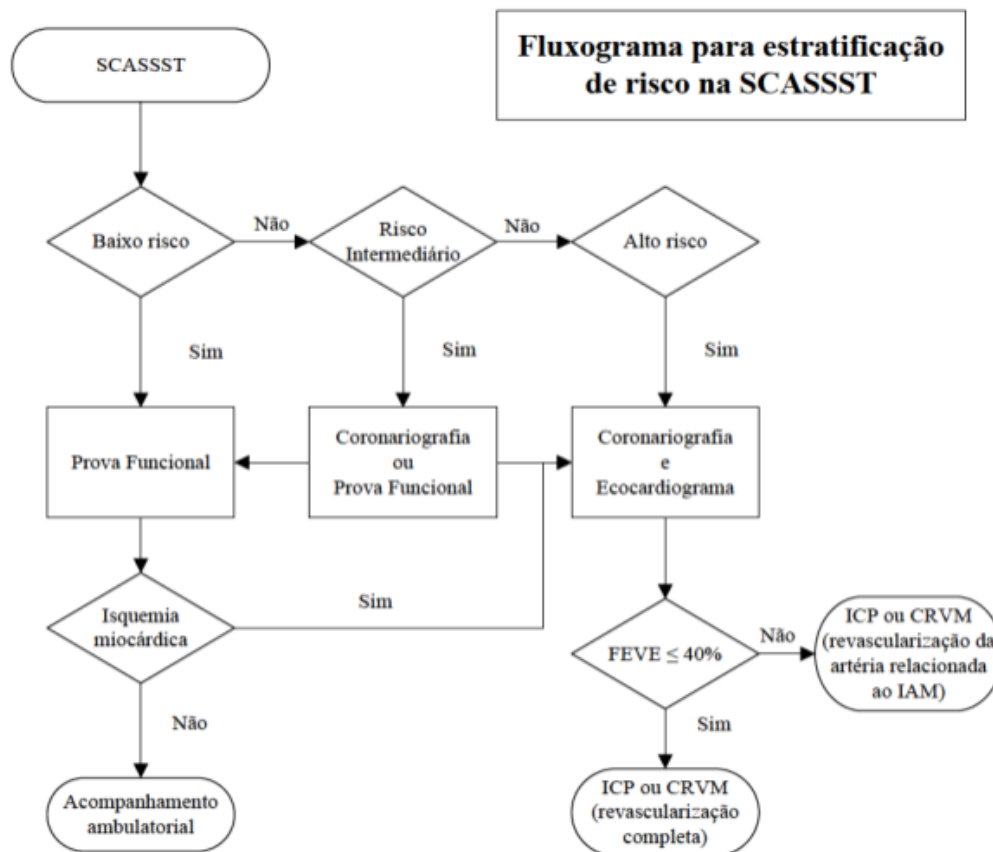 Fluxograma para estratificação
de risco na SCASSST
SCASSST
Baixo risco
Não
Risco
Intermediário
Não
Alto risco
Sim
Sim
Sim
Prova Funcional
Coronariografia
ou
Prova Funcional
Coronariografia
e
Ecocardiograma
Isquemia
miocárdica
Sim
Não
FEVE ≤ 40%
Não
ICP ou CRVM
(revascularização da
artéria relacionada
ao IAM)
Sim
Acompanhamento
ambulatorial
ICP ou CRVM
(revascularização
completa)